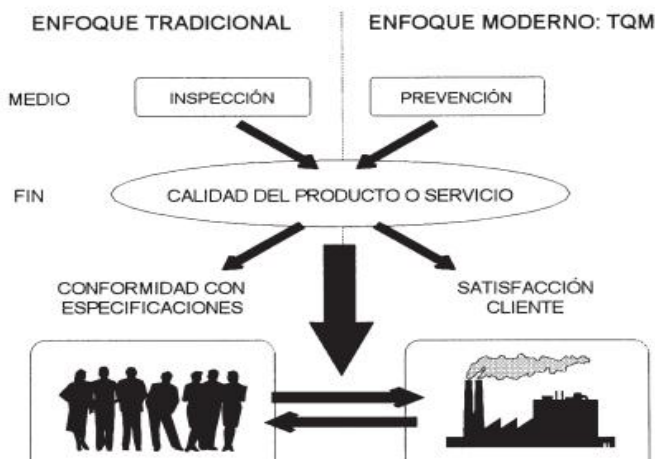 ENFOQUE TRADICIONAL
ENFOQUE MODERNO: TQM
MEDIO
INSPECCIÓN
PREVENCIÓN
FIN
CALIDAD DEL PRODUCTO O SERVICIO
CONFORMIDAD CON
ESPECIFICACIONES
SATISFACCIÓN
CLIENTE